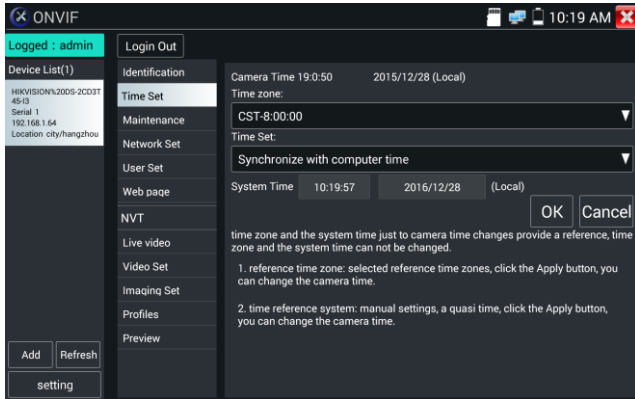 ONVIF
10:19 AM
Logged : admin
Login Out
Device List(1)
HIKVISION%20DS-2CD3T
45-I3
Serial 1
192.168.1.64
Location city/hangzhou
Add
Refresh
setting
Identification
Time Set
Maintenance
Network Set
User Set
Web page
NVT
Live video
Video Set
Imaging Set
Profiles
Preview
Camera Time 19:0:50 2015/12/28 (Local)
Time zone:
CST-8:00:00
Time Set:
Synchronize with computer time
System Time 10:19:57 2016/12/28 (Local)
OK Cancel
time zone and the system time just to camera time changes provide a reference, time
zone and the system time can not be changed.
1. reference time zone: selected reference time zones, click the Apply button, you
can change the camera time.
2. time reference system: manual settings, a quasi time, click the Apply button,
you can change the camera time.